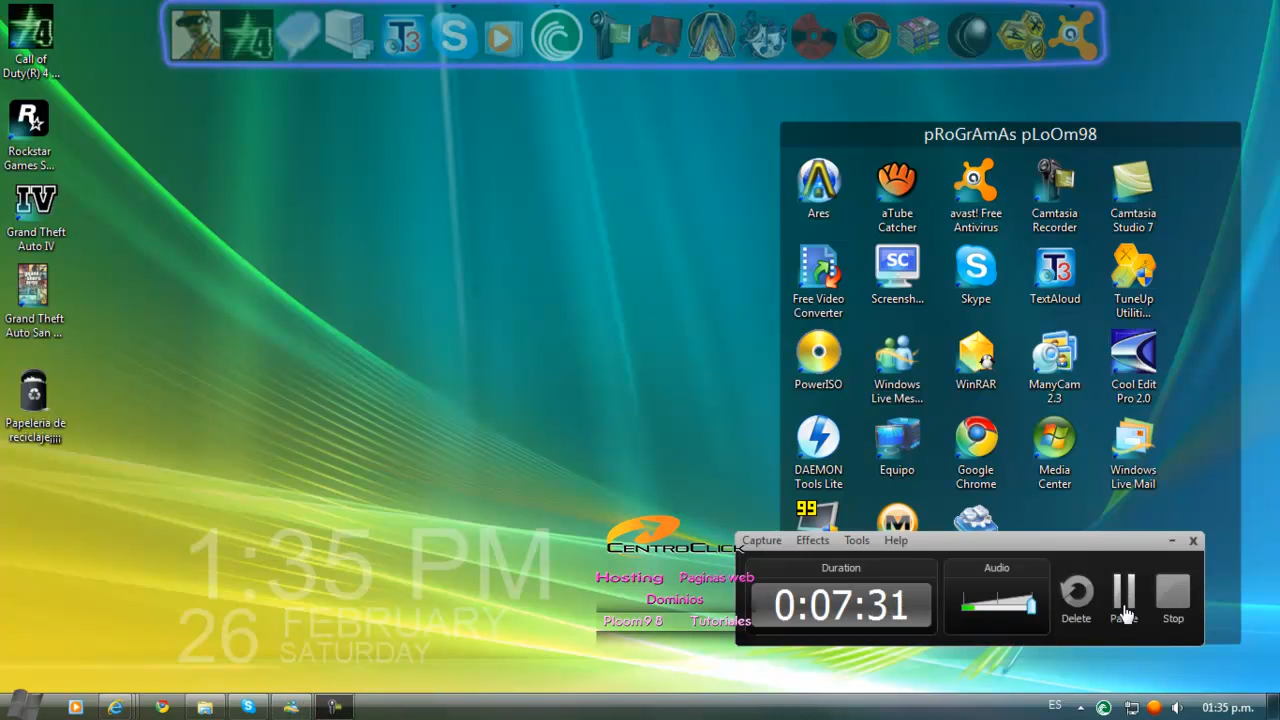 Call of
Duty(R) 4 ...
Rockstar
Games S...
Grand Theft
Auto IV
Grand Theft
Auto San ...
Papeleria de
reciclaje¡¡¡¡
pRoGrAmAs pLoOm98
Ares
aTube
Catcher
avast! Free
Antivirus
Camtasia
Recorder
Camtasia
Studio 7
Free Video
Converter
Screensh...
Skype
TextAloud
TuneUp
Utiliti...
PowerISO
Windows
Live Mes...
WinRAR
ManyCam
2.3
Cool Edit
Pro 2.0
DAEMON
Tools Lite
Equipo
Google
Chrome
Media
Center
Windows
Live Mail
99
1:35 PM
26
FEBRUARY
SATURDAY
CENTROCLICK
Hosting Paginas web
Dominios
Ploom9 8 Tutoriales
Capture Effects Tools Help
Duration
0:07:31
Audio
Delete
Pause
Stop
ES
01:35 p.m.